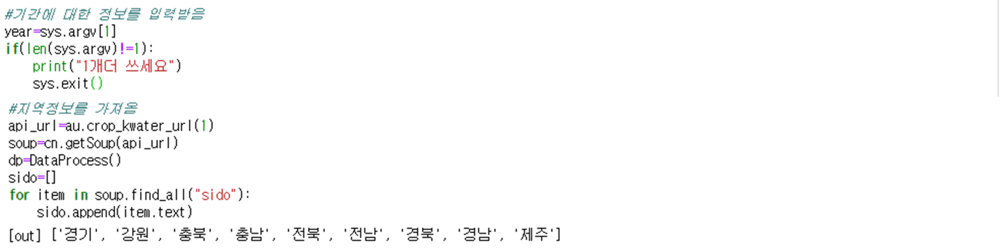 #기간에 대한 정보를 입력받음
year=sys.argv[1]
if(len(sys.argv)!=1):
    print("1개더 쓰세요")
    sys.exit()
#지역정보를 가져옴
api_url=au.crop_kwater_url(1)
soup=cn.getSoup(api_url)
dp=DataProcess()
sido=[]
for item in soup.find_all("sido"):
    sido.append(item.text)
[out] ['경기', '강원', '충북', '충남', '전북', '전남', '경북', '경남', '제주']